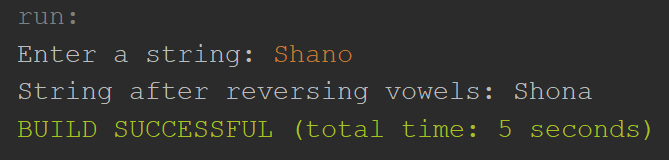 run:
Enter a string: Shano
String after reversing vowels: Shona
BUILD SUCCESSFUL (total time: 5 seconds)